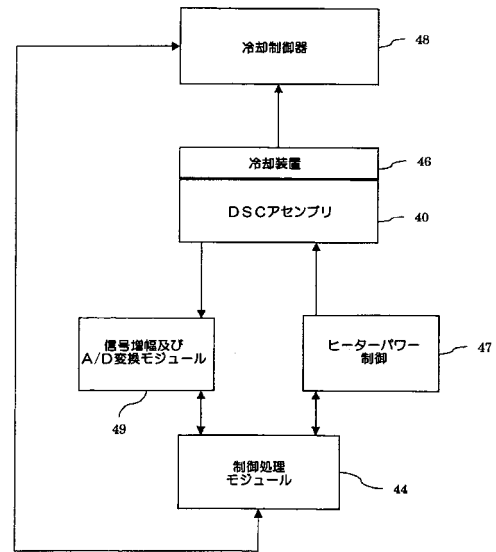 冷却制御器
48
冷却装置
46
DSCアセンブリ
40
信号増幅及び
A/D変換モジュール
49
ヒーターパワー
制御
47
制御処理
モジュール
44